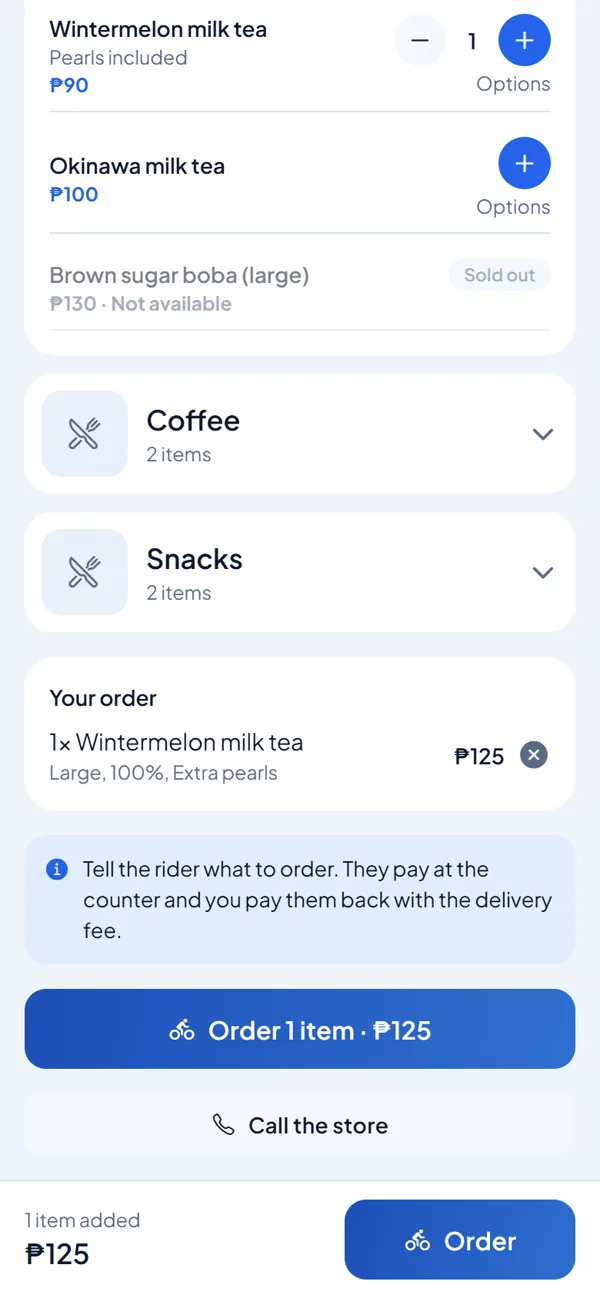 Wintermelon milk tea
Pearls included
₱90
1
Options
Okinawa milk tea
₱100
Options
Brown sugar boba (large)
₱130 · Not available
Sold out
Coffee
2 items
Snacks
2 items
Your order
1× Wintermelon milk tea
Large, 100%, Extra pearls
₱125
Tell the rider what to order. They pay at the
counter and you pay them back with the delivery
fee.
Order 1 item · ₱125
Call the store
1 item added
₱125
Order